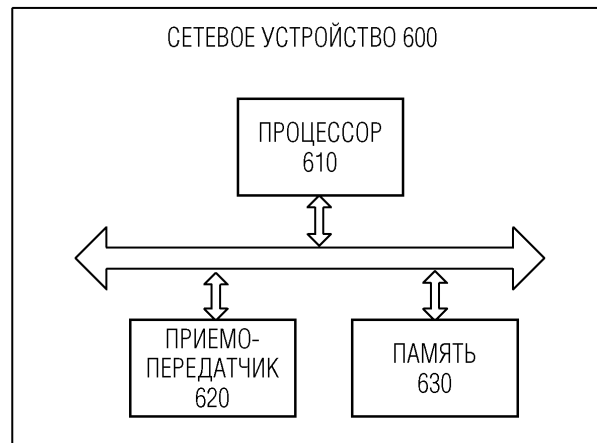 СЕТЕВОЕ УСТРОЙСТВО 600
ПРОЦЕССОР
610
ПРИЕМО-
ПЕРЕДАТЧИК
620
ПАМЯТЬ
630